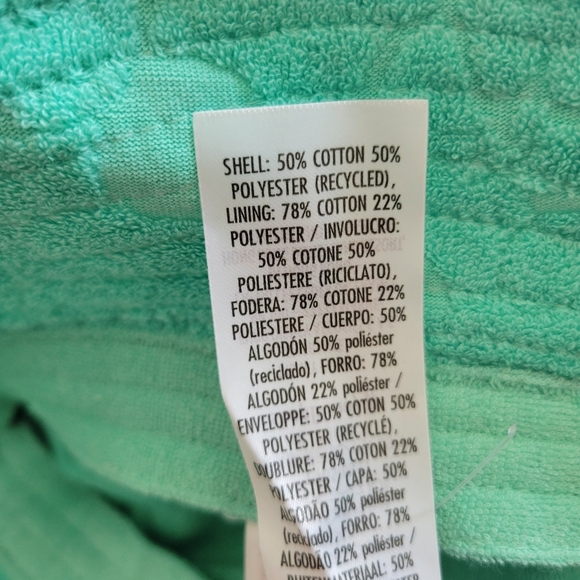 SHELL: 50% COTTON 50%
POLYESTER (RECYCLED),
LINING: 78% COTTON 22%
POLYESTER / INVOLUCRO:
50% COTONE 50%
POLIESTERE (RICICLATO),
FODERA: 78% COTONE 22%
POLIESTERE / CUERPO: 50%
ALGODÓN 50% poliéster
(reciclado), FORRO: 78%
ALGODÓN 22% poliéster /
ENVELOPPE: 50% COTON 50%
POLYESTER (RECYCLÉ),
DOUBLURE: 78% COTON 22%
POLYESTER / CAPA: 50%
ALGODÃO 50% poliéster
(reciclado), FORRO: 78%
ALGODÃO 22% poliéster /
BUITENMATERIAAL: 50%